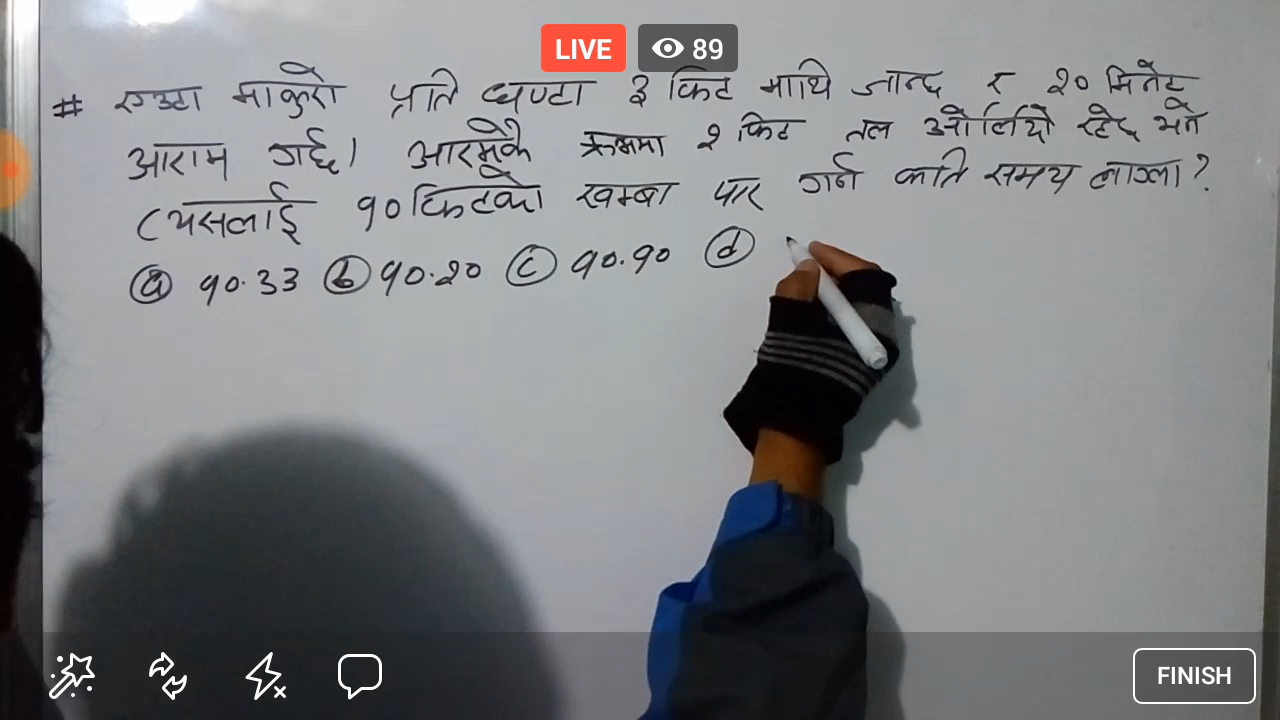 LIVE 89
# एउटा माकुरो प्रति घण्टा ३ फिट माथि जान्छ र २० मिनेट
आराम गर्छ। आरामकै क्रममा २ फिट तल ओर्लियो रहेछ भने
(यसलाई १० फिटको खम्बा पार गर्न कति समय लाग्ला?
ⓐ १०.३३ ⓑ १०.२० ⓒ १०.१० ⓓ
FINISH